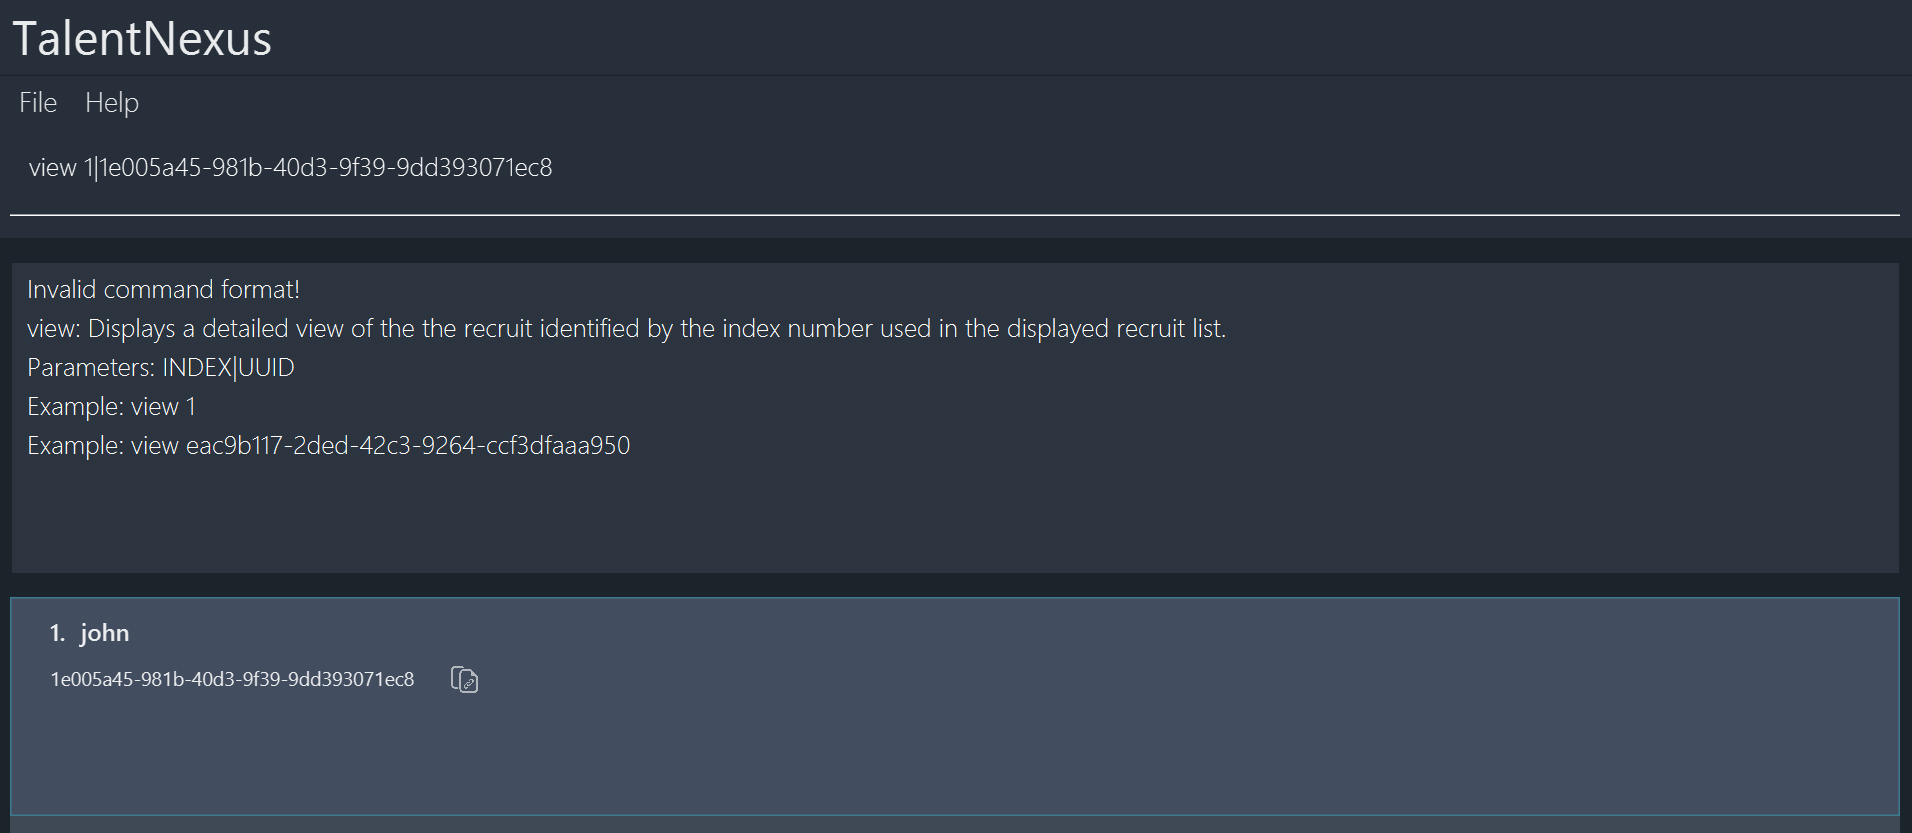 TalentNexus
File Help
view 1|1e005a45-981b-40d3-9f39-9dd393071ec8
Invalid command format!
view: Displays a detailed view of the the recruit identified by the index number used in the displayed recruit list.
Parameters: INDEX|UUID
Example: view 1
Example: view eac9b117-2ded-42c3-9264-ccf3dfaaa950
1. john
1e005a45-981b-40d3-9f39-9dd393071ec8